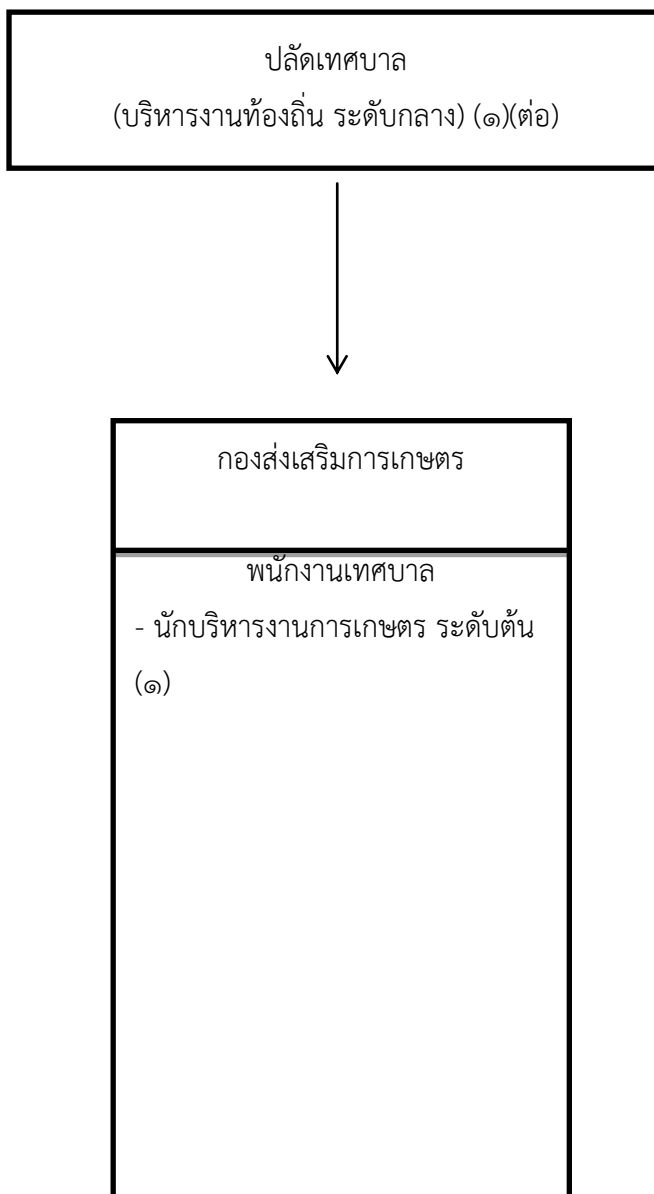 ปลัดเทศบาล
(บริหารงานท้องถิ่น ระดับกลาง) (๑)(ต่อ)
กองส่งเสริมการเกษตร
พนักงานเทศบาล
- นักบริหารงานการเกษตร ระดับต้น
(๑)